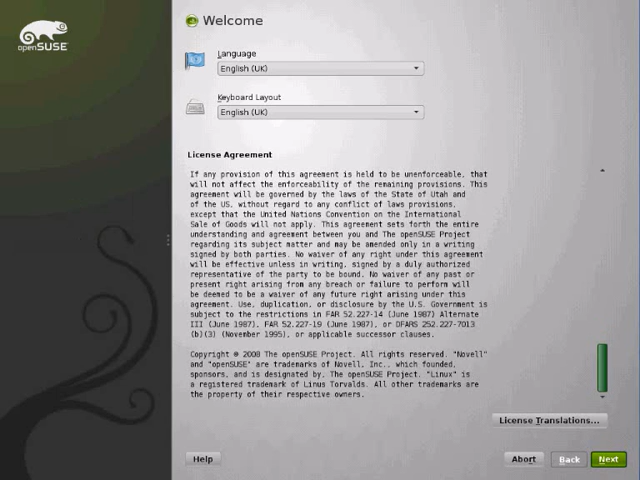 openSUSE
Welcome
Language
English (UK)
Keyboard Layout
English (UK)
License Agreement
If any provision of this agreement is held to be unenforceable, that
will not affect the enforceability of the remaining provisions. This
agreement will be governed by the laws of the State of Utah and
of the US, without regard to any conflict of laws provisions,
except that the United Nations Convention on the International
Sale of Goods will not apply. This agreement sets forth the entire
understanding and agreement between you and The openSUSE Project
regarding its subject matter and may be amended only in a writing
signed by both parties. No waiver of any right under this agreement
will be effective unless in writing, signed by a duly authorized
representative of the party to be bound. No waiver of any past or
present right arising from any breach or failure to perform will
be deemed to be a waiver of any future right arising under this
agreement. Use, duplication, or disclosure by the U.S. Government is
subject to the restrictions in FAR 52.227-14 (June 1987) Alternate
III (June 1987), FAR 52.227-19 (June 1987), or DFARS 252.227-7013
(b)(3) (November 1995), or applicable successor clauses.
Copyright © 2008 The openSUSE Project. All rights reserved. "Novell"
and "openSUSE" are trademarks of Novell, Inc., which founded,
sponsors, and is designated by, The openSUSE Project. "Linux" is
a registered trademark of Linus Torvalds. All other trademarks are
the property of their respective owners.
License Translations...
Help
Abort
Back
Next